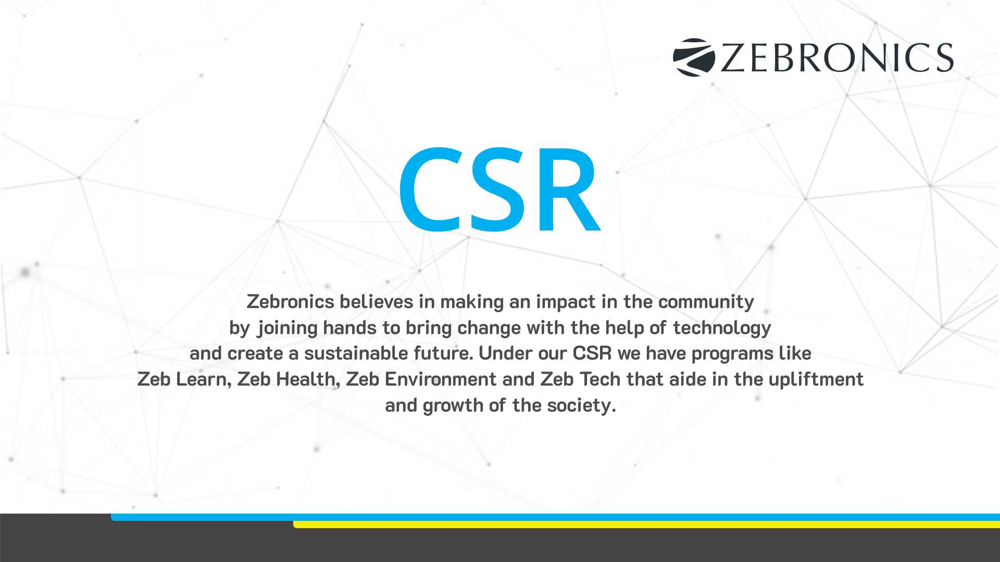 ZEBRONICS
CSR
Zebronics believes in making an impact in the community
by joining hands to bring change with the help of technology
and create a sustainable future. Under our CSR we have programs like
Zeb Learn, Zeb Health, Zeb Environment and Zeb Tech that aide in the upliftment
and growth of the society.